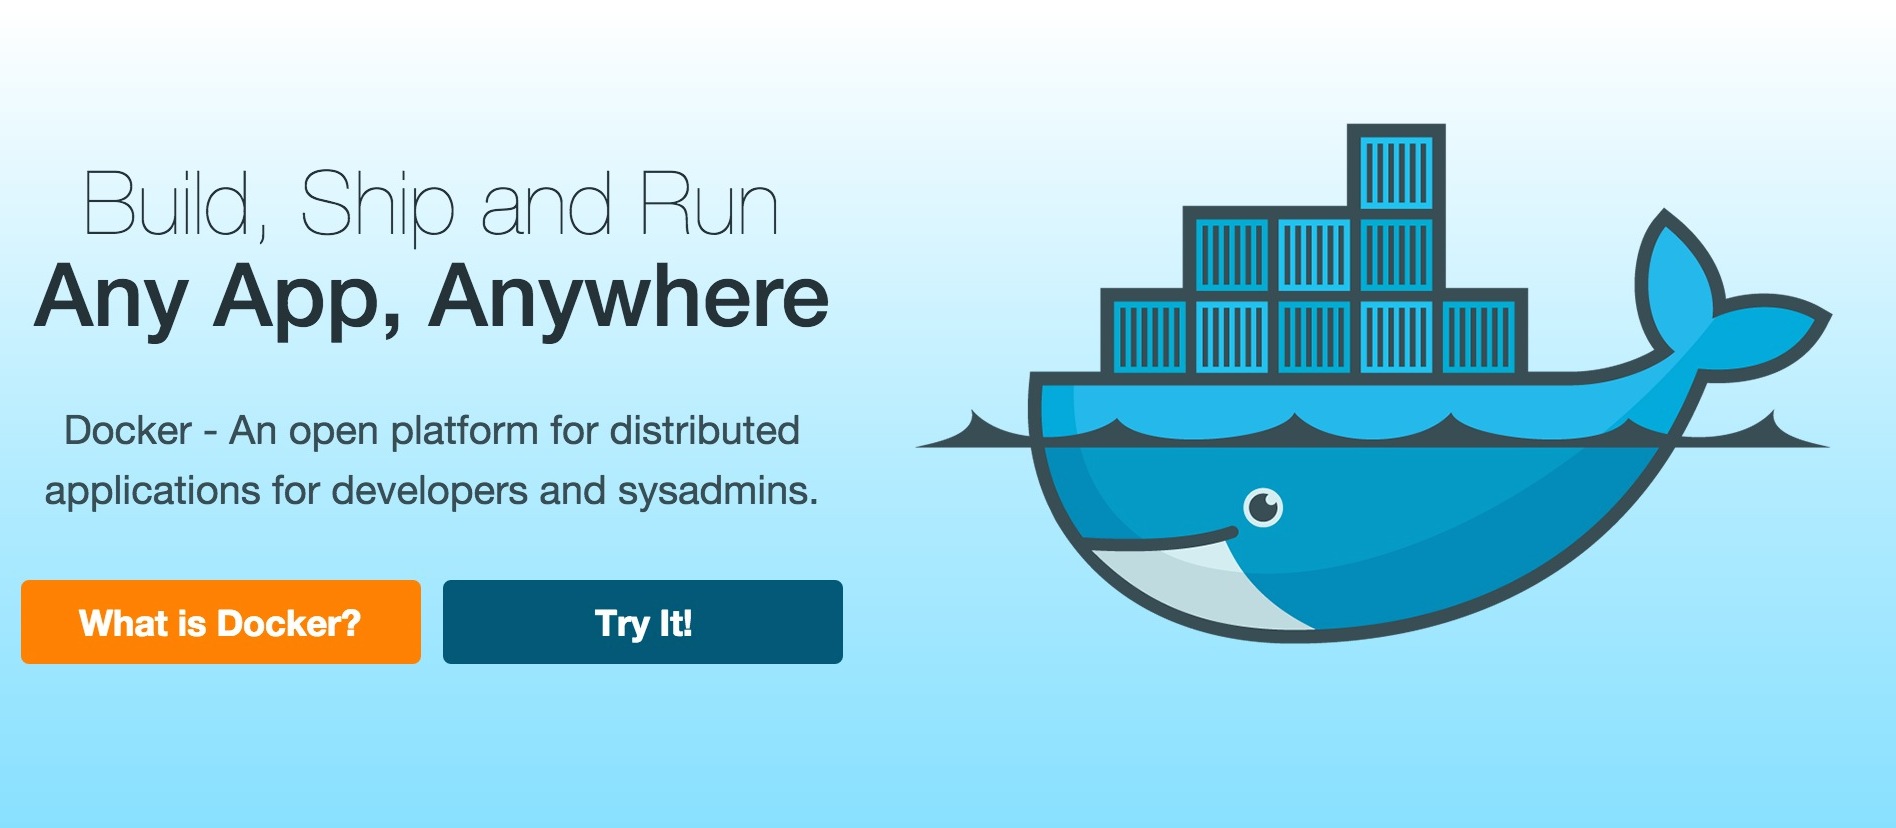 Build, Ship and Run
Any App, Anywhere
Docker - An open platform for distributed
applications for developers and sysadmins.
What is Docker?
Try It!